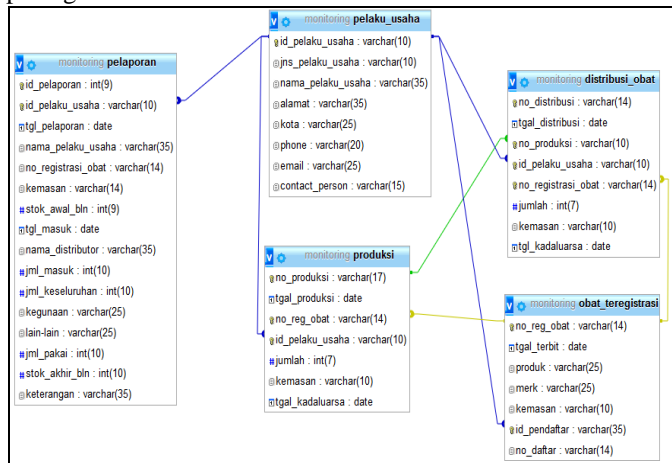 monitoring pelaporan
id_pelaporan : int(9)
id_pelaku_usaha : varchar(10)
tgl_pelaporan : date
nama_pelaku_usaha : varchar(35)
no_registrasi_obat : varchar(14)
kemasan : varchar(14)
stok_awal_bln : int(9)
tgl_masuk : date
nama_distributor : varchar(35)
jml_masuk : int(10)
jml_keseluruhan : int(10)
kegunaan : varchar(25)
lain-lain : varchar(25)
jml_pakai : int(10)
stok_akhir_bln : int(10)
keterangan : varchar(35)
monitoring pelaku_usaha
id_pelaku_usaha : varchar(10)
jns_pelaku_usaha : varchar(10)
nama_pelaku_usaha : varchar(35)
alamat : varchar(35)
kota : varchar(25)
phone : varchar(20)
email : varchar(25)
contact_person : varchar(15)
monitoring produksi
no_produksi : varchar(17)
tgal_produksi : date
no_reg_obat : varchar(14)
id_pelaku_usaha : varchar(10)
jumlah : int(7)
kemasan : varchar(10)
tgal_kadaluarsa : date
monitoring distribusi_obat
no_distribusi : varchar(14)
tgal_distribusi : date
no_produksi : varchar(10)
id_pelaku_usaha : varchar(10)
no_registrasi_obat : varchar(14)
jumlah : int(7)
kemasan : varchar(10)
tgl_kadaluarsa : date
monitoring obat_teregistrasi
no_reg_obat : varchar(14)
tgal_terbit : date
produk : varchar(25)
merk : varchar(25)
kemasan : varchar(10)
id_pendaftar : varchar(35)
no_daftar : varchar(14)